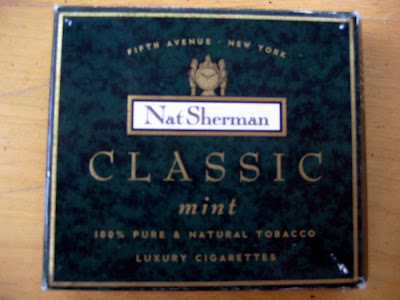 FIFTH AVENUE · NEW YORK
Nat Sherman
CLASSIC
mint
100% PURE & NATURAL TOBACCO
LUXURY CIGARETTES